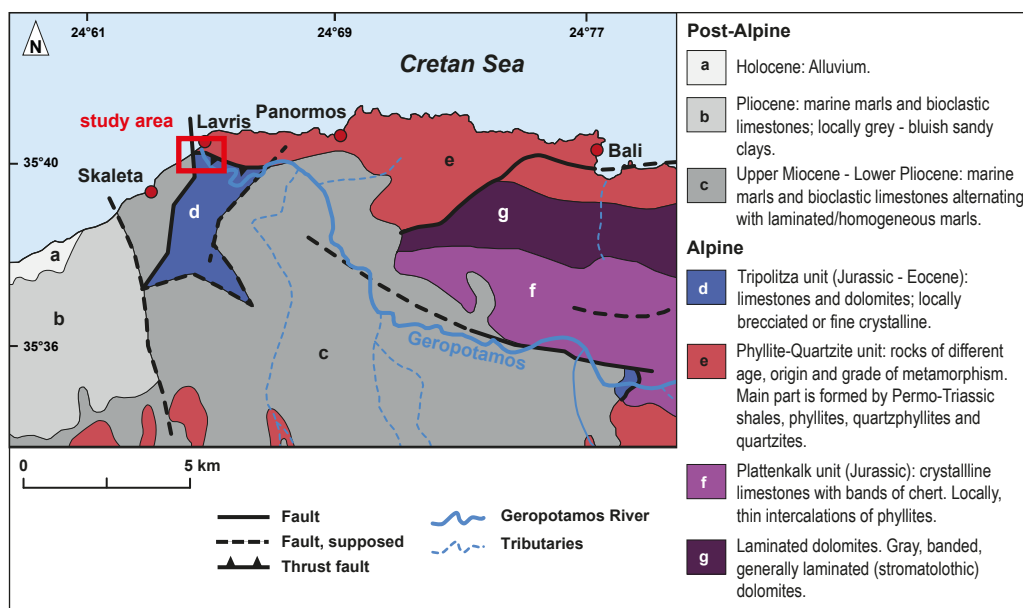 24°61
24°69
24°77
N
Cretan Sea
study area
Lavris
Panormos
Bali
35°40
Skaleta
e
d
g
a
f
b
35°36
c
Geropotamos
0
5 km
Fault
Fault, supposed
Thrust fault
Geropotamos River
Tributaries
Post-Alpine
a
Holocene: Alluvium.
b
Pliocene: marine marls and bioclastic
limestones; locally grey - bluish sandy
clays.
c
Upper Miocene - Lower Pliocene: marine
marls and bioclastic limestones alternating
with laminated/homogeneous marls.
Alpine
d
Tripolitza unit (Jurassic - Eocene):
limestones and dolomites; locally
brecciated or fine crystalline.
e
Phyllite-Quartzite unit: rocks of different
age, origin and grade of metamorphism.
Main part is formed by Permo-Triassic
shales, phyllites, quartzphyllites and
quartzites.
f
Plattenkalk unit (Jurassic): crystallline
limestones with bands of chert. Locally,
thin intercalations of phyllites.
g
Laminated dolomites. Gray, banded,
generally laminated (stromatolothic)
dolomites.